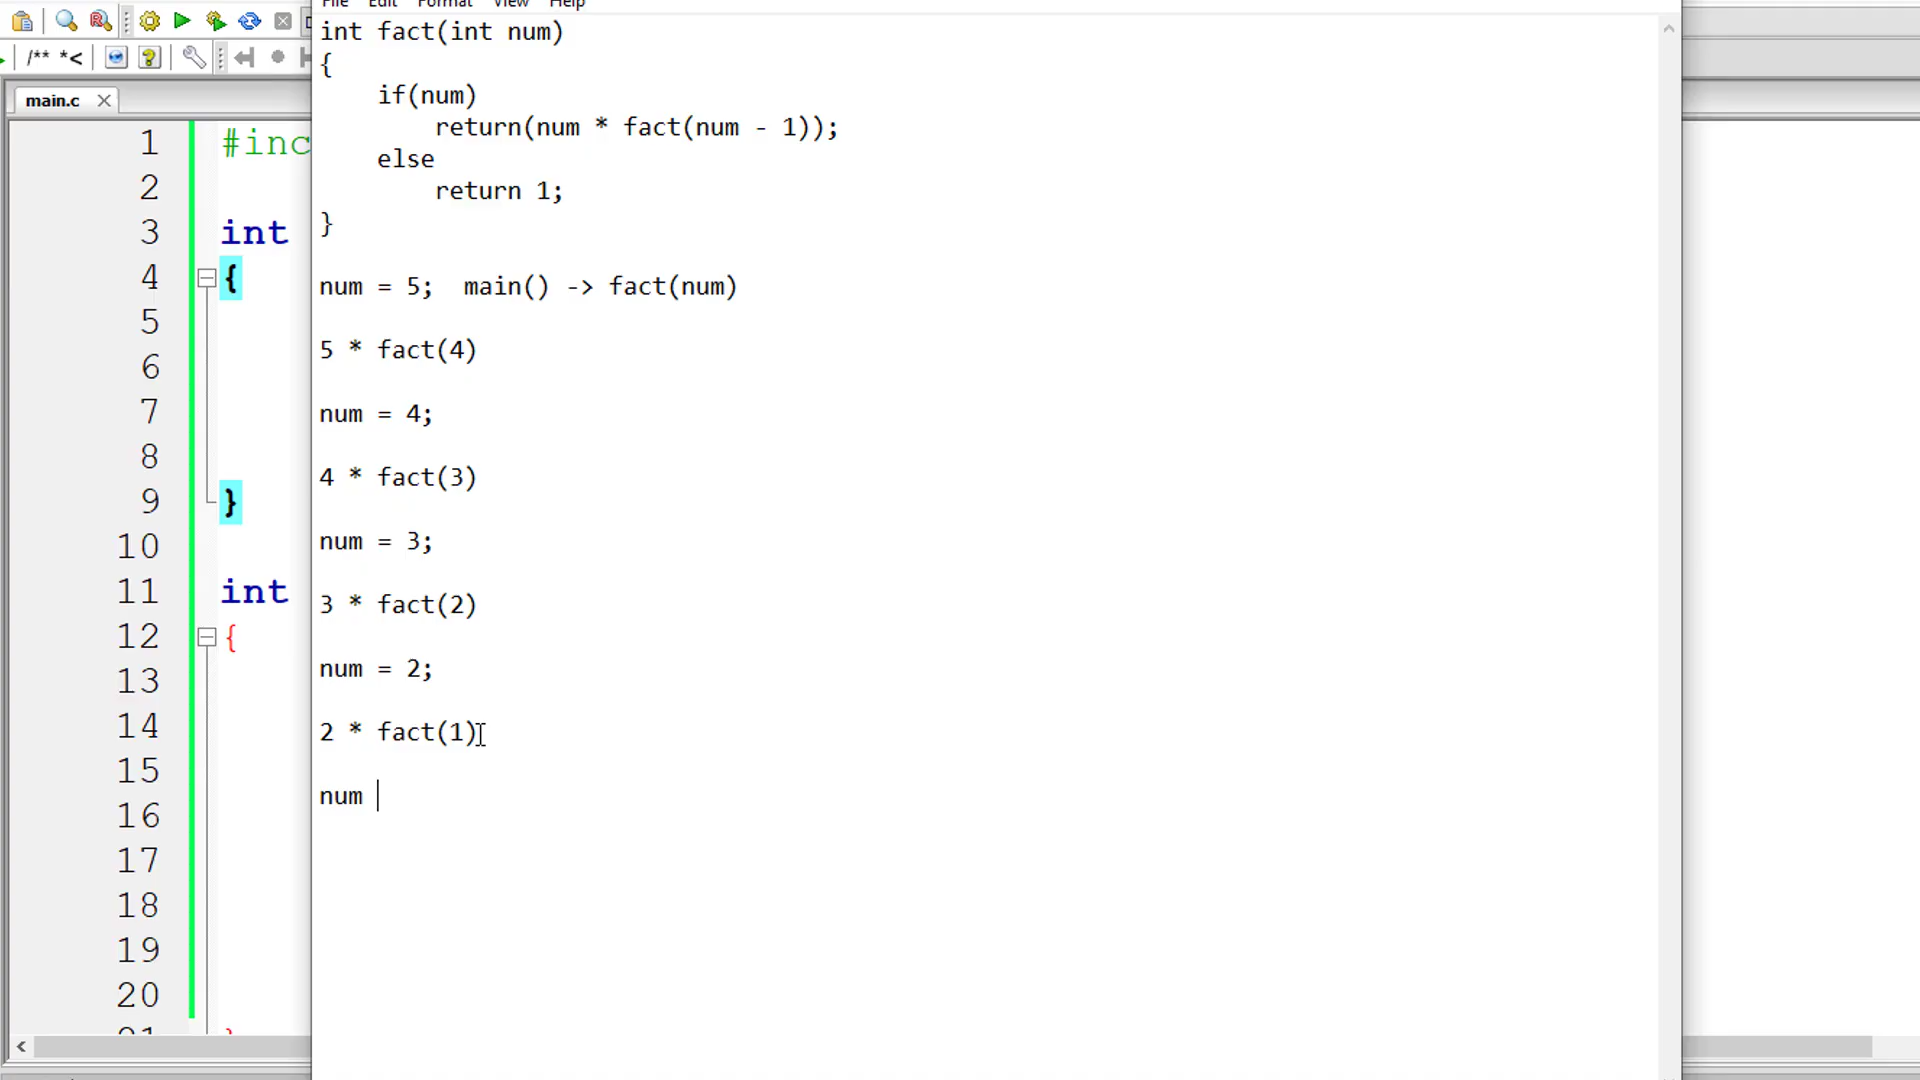 File Edit Format View Help
/** *<
main.c
1 #inc
2
3 int
4 {
5
6
7
8
9 }
10
11 int
12 {
13
14
15
16
17
18
19
20
21 }
int fact(int num)
{
if(num)
return(num * fact(num - 1));
else
return 1;
}
num = 5; main() -> fact(num)
5 * fact(4)
num = 4;
4 * fact(3)
num = 3;
3 * fact(2)
num = 2;
2 * fact(1)
num